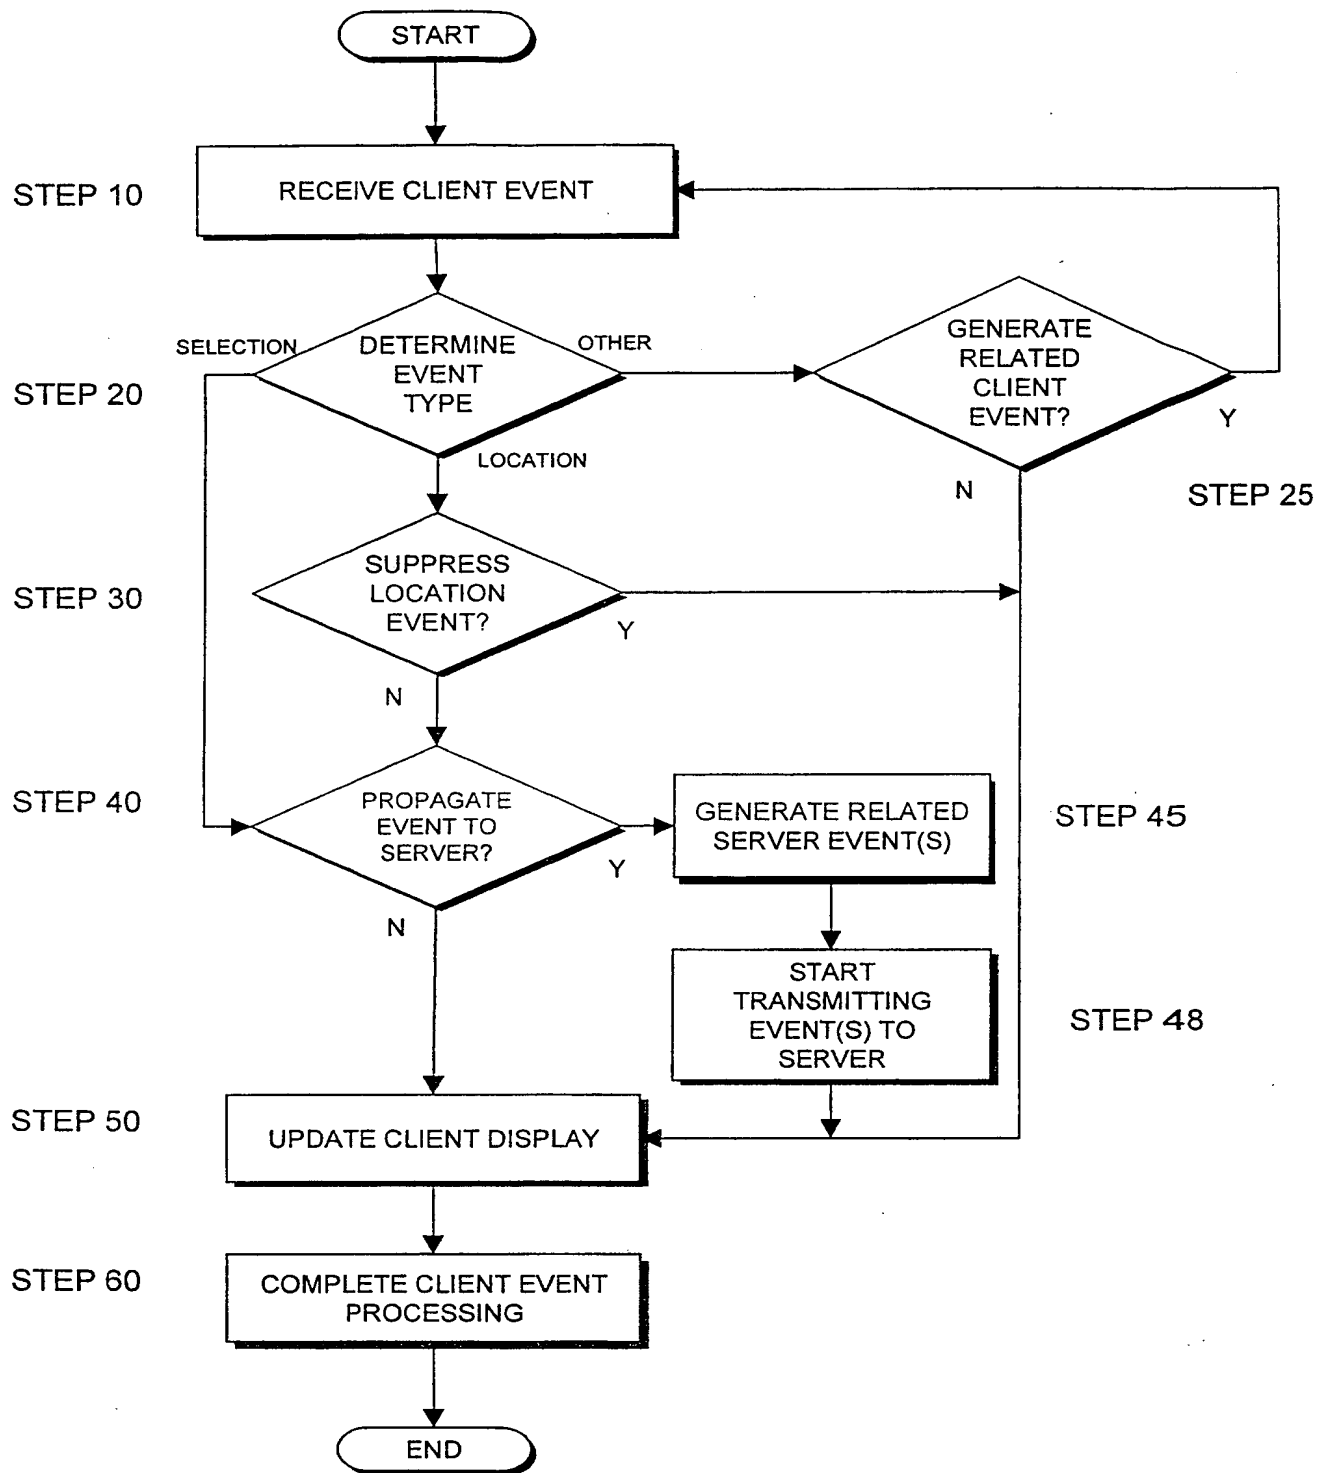 START
STEP 10
RECEIVE CLIENT EVENT
SELECTION
DETERMINE
EVENT
TYPE
OTHER
STEP 20
LOCATION
GENERATE
RELATED
CLIENT
EVENT?
Y
N
STEP 25
STEP 30
SUPPRESS
LOCATION
EVENT?
Y
N
STEP 40
PROPAGATE
EVENT TO
SERVER?
Y
N
GENERATE RELATED
SERVER EVENT(S)
STEP 45
START
TRANSMITTING
EVENT(S) TO
SERVER
STEP 48
STEP 50
UPDATE CLIENT DISPLAY
STEP 60
COMPLETE CLIENT EVENT
PROCESSING
END